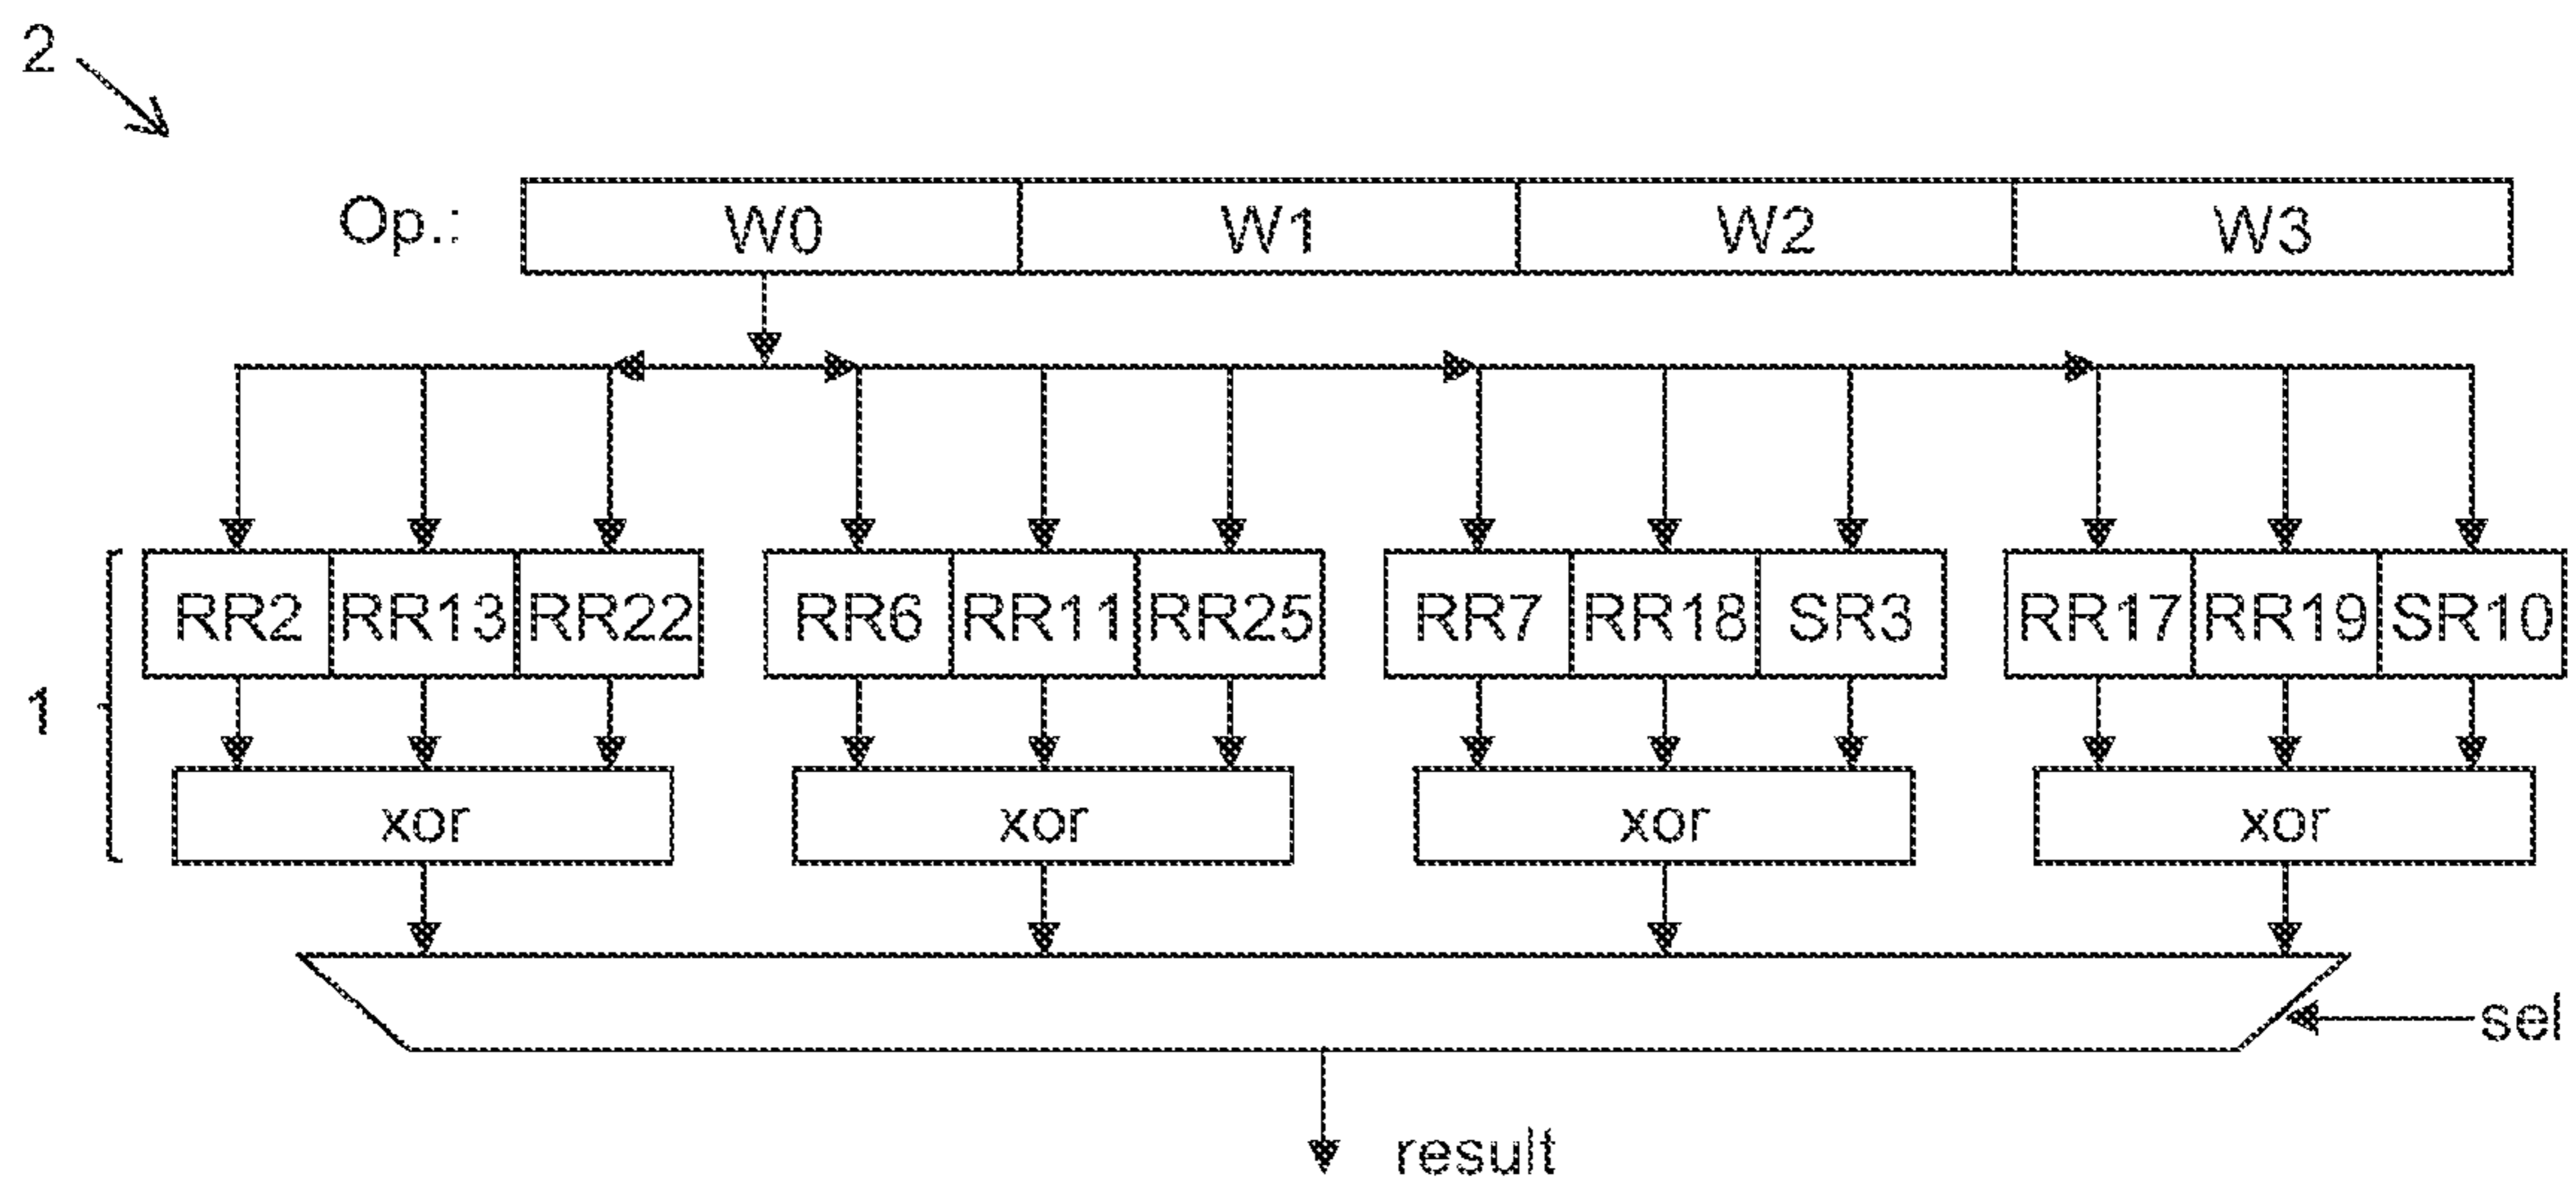 2
Op.: W0 W1 W2 W3
RR2 RR13 RR22 RR6 RR11 RR25 RR7 RR18 SR3 RR17 RR19 SR10
1
xor xor xor xor
sel
result